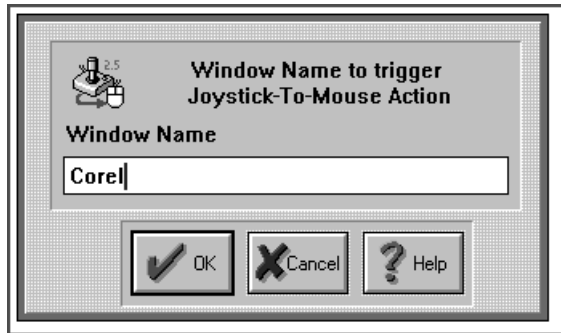 2.5
Window Name to trigger
Joystick-To-Mouse Action
Window Name
Corel
OK
Cancel
Help